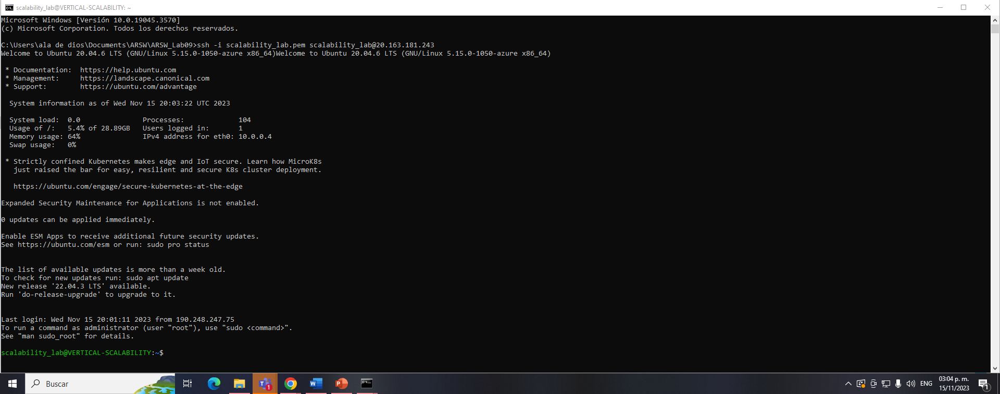 scalability_lab@VERTICAL-SCALABILITY: ~
Microsoft Windows [Versión 10.0.19045.3570]
(c) Microsoft Corporation. Todos los derechos reservados.
C:\Users\ala de dios\Documents\ARSW\ARSW_Lab09>ssh -i scalability_lab.pem scalability_lab@20.163.181.243
Welcome to Ubuntu 20.04.6 LTS (GNU/Linux 5.15.0-1050-azure x86_64)Welcome to Ubuntu 20.04.6 LTS (GNU/Linux 5.15.0-1050-azure x86_64)
* Documentation:  https://help.ubuntu.com
* Management:     https://landscape.canonical.com
* Support:        https://ubuntu.com/advantage
System information as of Wed Nov 15 20:03:22 UTC 2023
System load:  0.0               Processes:             104
Usage of /:   5.4% of 28.89GB   Users logged in:       1
Memory usage: 64%               IPv4 address for eth0: 10.0.0.4
Swap usage:   0%
* Strictly confined Kubernetes makes edge and IoT secure. Learn how MicroK8s
just raised the bar for easy, resilient and secure K8s cluster deployment.
https://ubuntu.com/engage/secure-kubernetes-at-the-edge
Expanded Security Maintenance for Applications is not enabled.
0 updates can be applied immediately.
Enable ESM Apps to receive additional future security updates.
See https://ubuntu.com/esm or run: sudo pro status
The list of available updates is more than a week old.
To check for new updates run: sudo apt update
New release '22.04.3 LTS' available.
Run 'do-release-upgrade' to upgrade to it.
Last login: Wed Nov 15 20:01:11 2023 from 190.248.247.75
To run a command as administrator (user "root"), use "sudo <command>".
See "man sudo_root" for details.
scalability_lab@VERTICAL-SCALABILITY:~$
Buscar
ENG
03:04 p. m.
15/11/2023